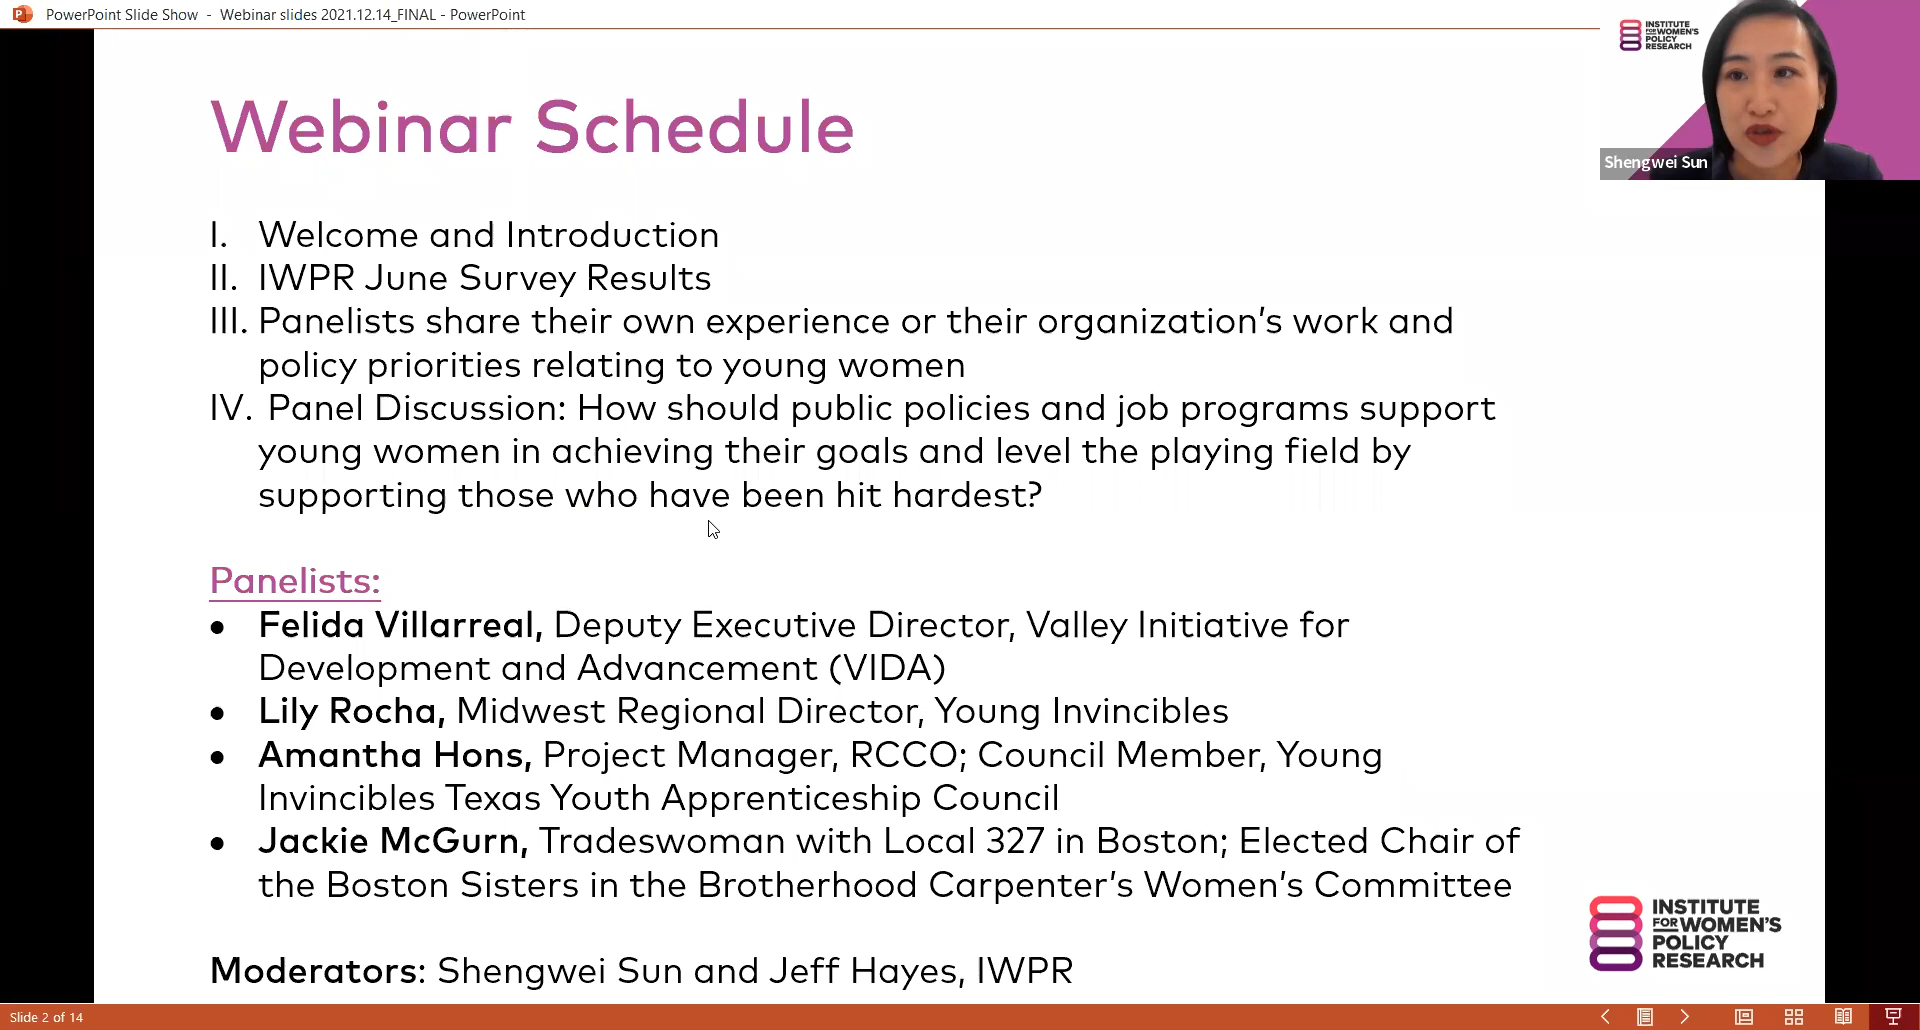 PowerPoint Slide Show - Webinar slides 2021.12.14_FINAL - PowerPoint
INSTITUTE
FOR WOMEN'S
POLICY
RESEARCH
Shengwei Sun
Webinar Schedule
I. Welcome and Introduction
II. IWPR June Survey Results
III. Panelists share their own experience or their organization's work and
policy priorities relating to young women
IV. Panel Discussion: How should public policies and job programs support
young women in achieving their goals and level the playing field by
supporting those who have been hit hardest?
Panelists:
● Felida Villarreal, Deputy Executive Director, Valley Initiative for
Development and Advancement (VIDA)
● Lily Rocha, Midwest Regional Director, Young Invincibles
● Amantha Hons, Project Manager, RCCO; Council Member, Young
Invincibles Texas Youth Apprenticeship Council
● Jackie McGurn, Tradeswoman with Local 327 in Boston; Elected Chair of
the Boston Sisters in the Brotherhood Carpenter's Women's Committee
Moderators: Shengwei Sun and Jeff Hayes, IWPR
INSTITUTE
FOR WOMEN'S
POLICY
RESEARCH
Slide 2 of 14